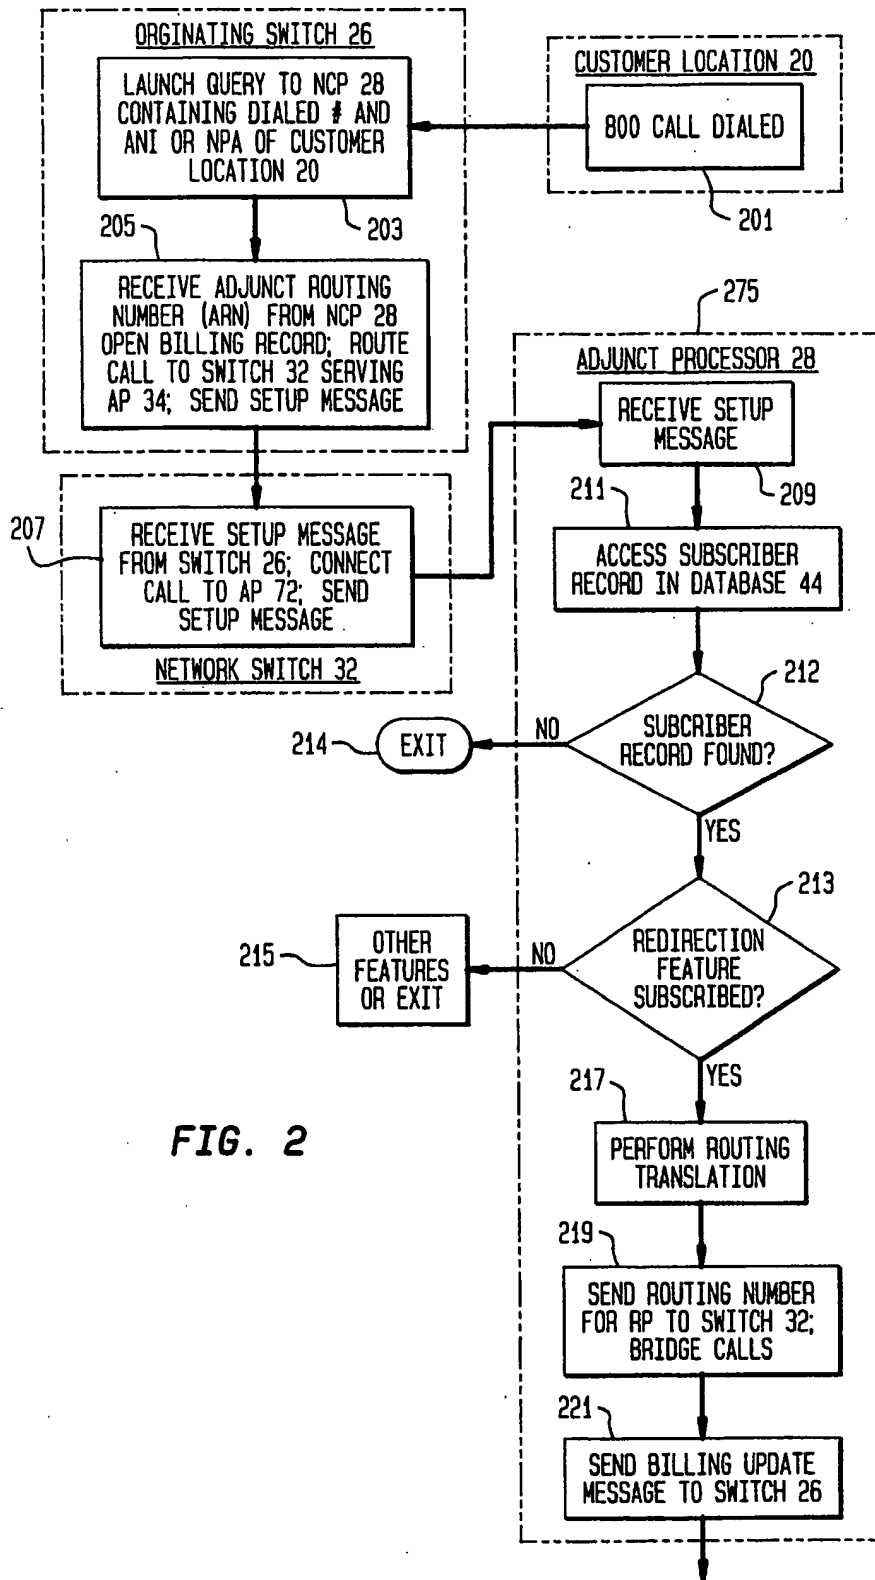 ORGINATING SWITCH 26
LAUNCH QUERY TO NCP 28
CONTAINING DIALED # AND
ANI OR NPA OF CUSTOMER
LOCATION 20
203
CUSTOMER LOCATION 20
800 CALL DIALED
201
205
RECEIVE ADJUNCT ROUTING
NUMBER (ARN) FROM NCP 28
OPEN BILLING RECORD; ROUTE
CALL TO SWITCH 32 SERVING
AP 34; SEND SETUP MESSAGE
207
RECEIVE SETUP MESSAGE
FROM SWITCH 26; CONNECT
CALL TO AP 72; SEND
SETUP MESSAGE
NETWORK SWITCH 32
275
ADJUNCT PROCESSOR 28
RECEIVE SETUP
MESSAGE
209
211
ACCESS SUBSCRIBER
RECORD IN DATABASE 44
212
SUBCRIBER
RECORD FOUND?
NO
214
EXIT
YES
213
REDIRECTION
FEATURE
SUBSCRIBED?
NO
215
OTHER
FEATURES
OR EXIT
YES
217
PERFORM ROUTING
TRANSLATION
219
SEND ROUTING NUMBER
FOR RP TO SWITCH 32;
BRIDGE CALLS
221
SEND BILLING UPDATE
MESSAGE TO SWITCH 26
FIG. 2